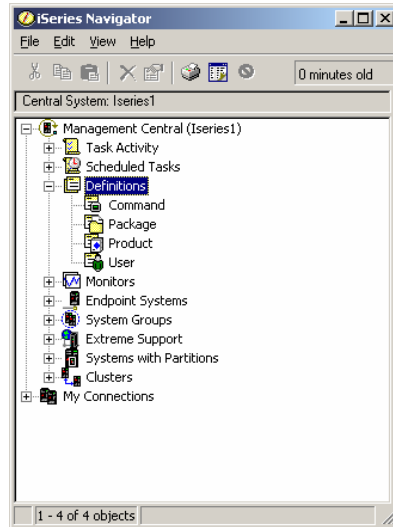 iSeries Navigator
File Edit View Help
0 minutes old
Central System: Iseries1
Management Central (Iseries1)
Task Activity
Scheduled Tasks
Definitions
Command
Package
Product
User
Monitors
Endpoint Systems
System Groups
Extreme Support
Systems with Partitions
Clusters
My Connections
1 - 4 of 4 objects